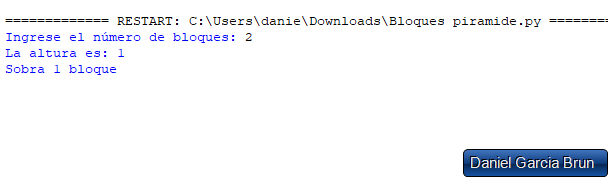 ============= RESTART: C:\Users\danie\Downloads\Bloques piramide.py ========
Ingrese el número de bloques: 2
La altura es: 1
Sobra 1 bloque
Daniel Garcia Brun